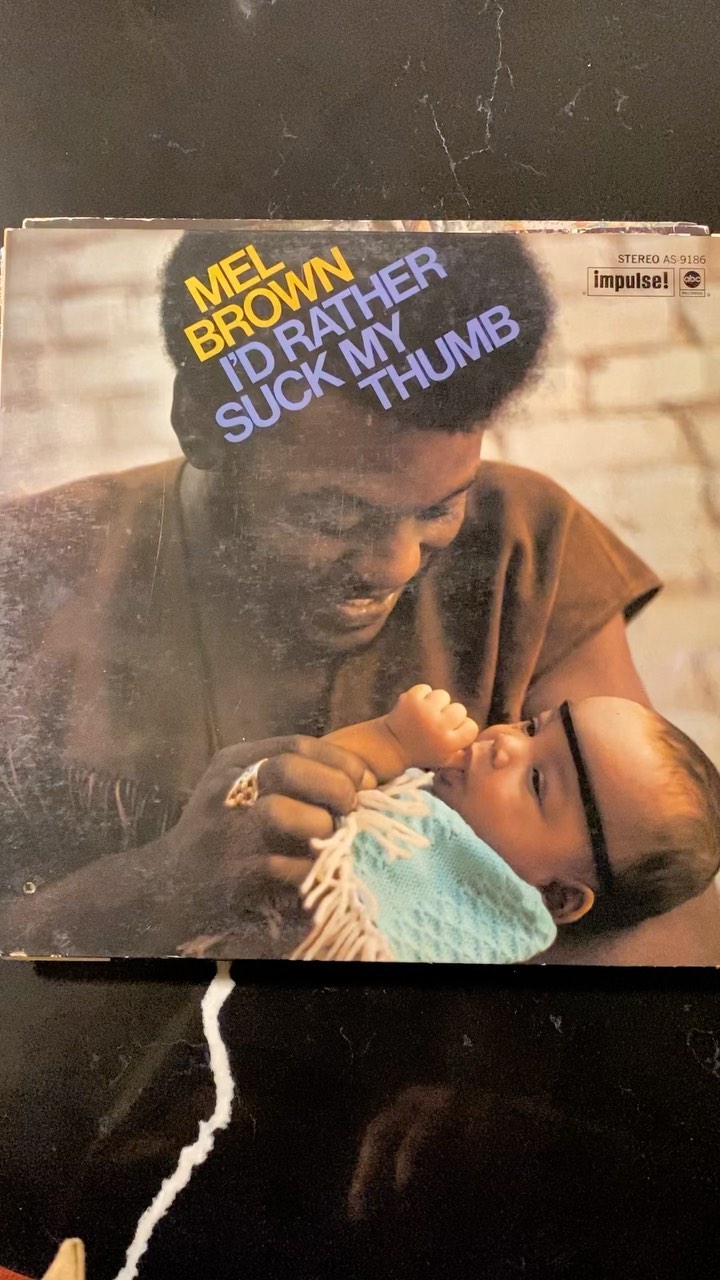 MEL
BROWN
I'D RATHER
SUCK MY
THUMB
STEREO AS-9186
impulse!
abc